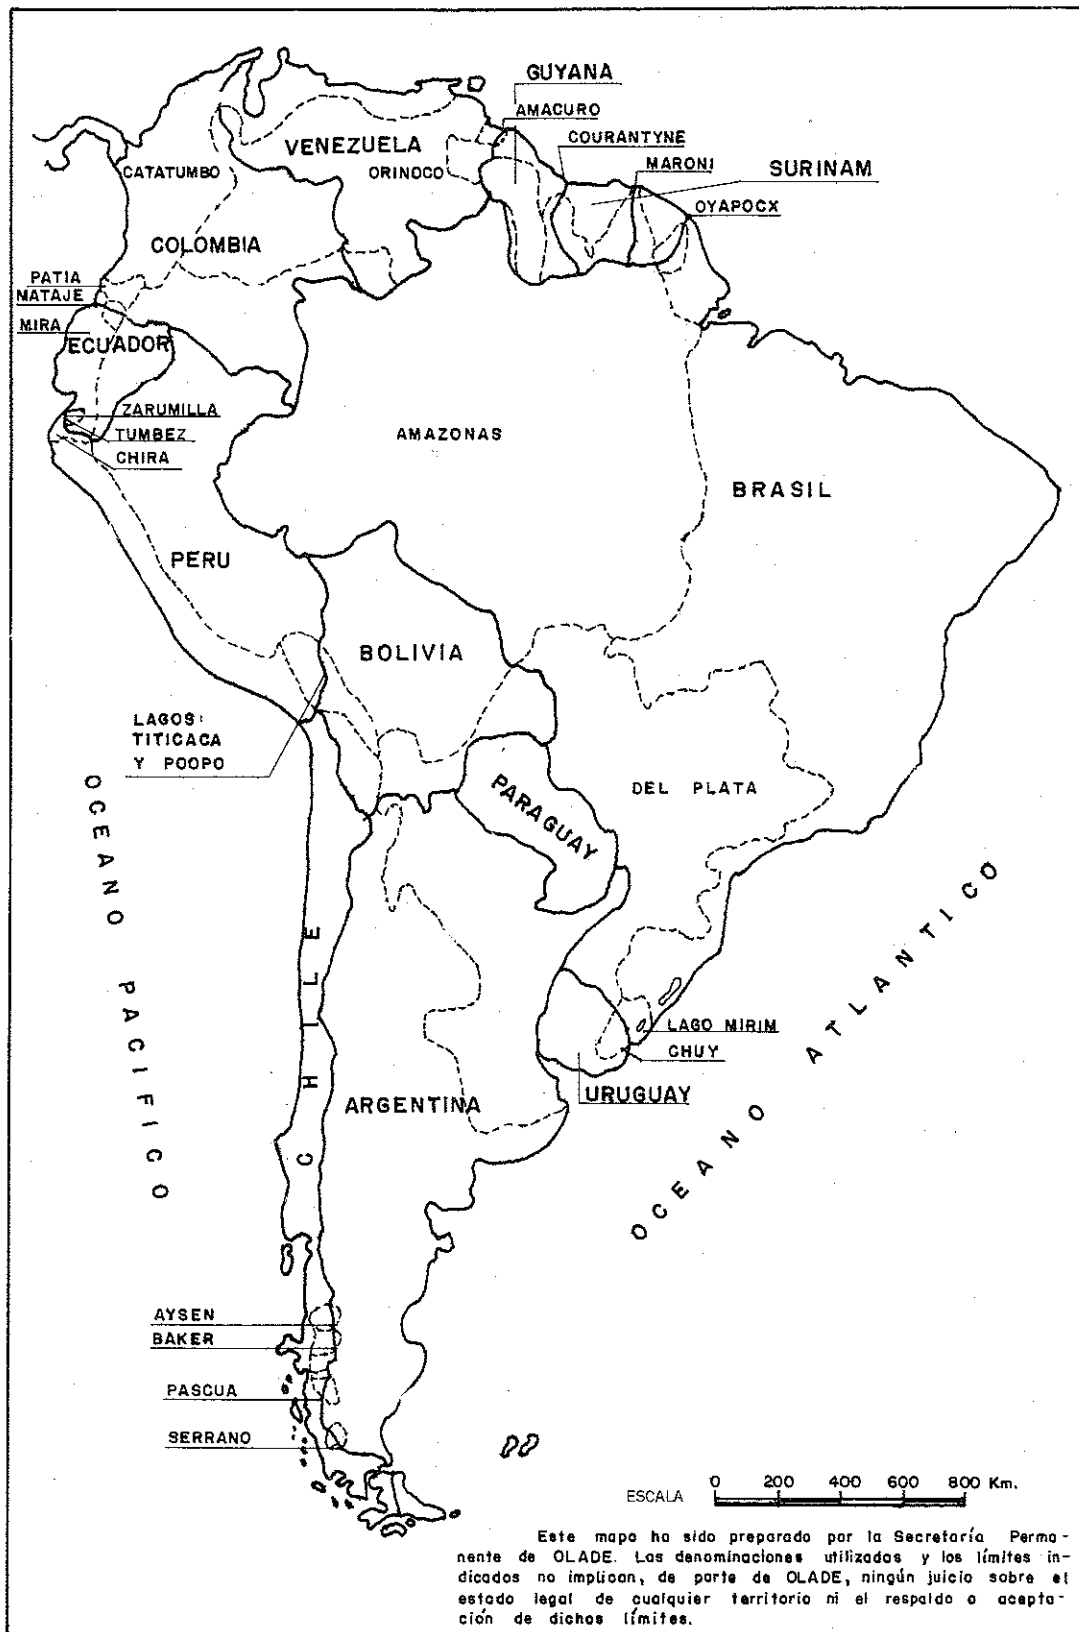 GUYANA
AMACURO
COURANTYNE
VENEZUELA
MARONI
SURINAM
CATATUMBO
ORINOCO
OYAPOCX
COLOMBIA
PATIA
MATAJE
MIRA
ECUADOR
ZARUMILLA
TUMBEZ
CHIRA
AMAZONAS
BRASIL
PERU
BOLIVIA
LAGOS:
TITICACA
Y POOPO
PARAGUAY
DEL PLATA
OCEANO PACIFICO
CHILE
OCEANO ATLANTICO
LAGO MIRIM
CHUY
URUGUAY
ARGENTINA
AYSEN
BAKER
PASCUA
SERRANO
ESCALA
0 200 400 600 800 Km.
Este mapa ha sido preparado por la Secretaría Perma-
nente de OLADE. Las denominaciones utilizadas y los límites in-
dicados no implican, de parte de OLADE, ningún juicio sobre el
estado legal de cualquier territorio ni el respaldo o acepta-
ción de dichos límites.